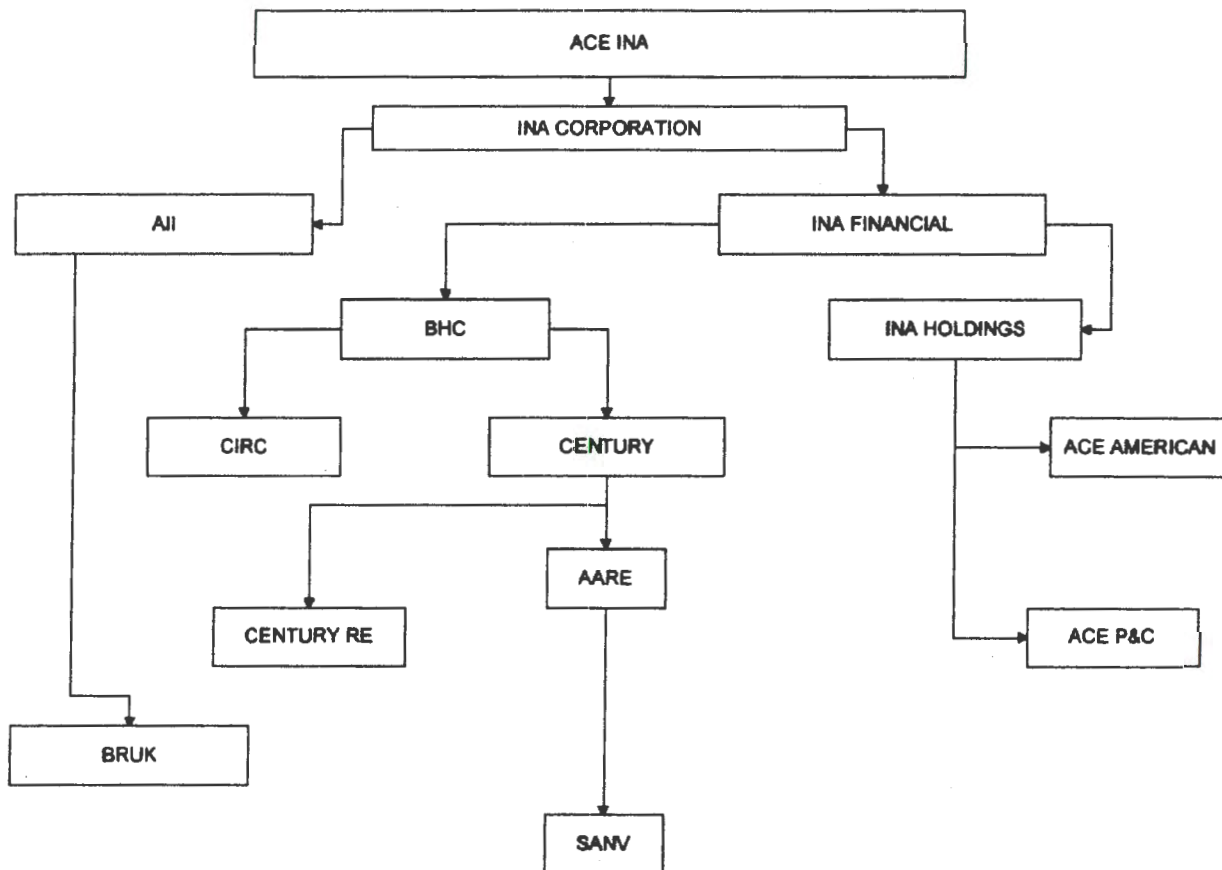 ACE INA
INA CORPORATION
AII
INA FINANCIAL
BHC
INA HOLDINGS
CIRC
CENTURY
ACE AMERICAN
AARE
CENTURY RE
ACE P&C
BRUK
SANV